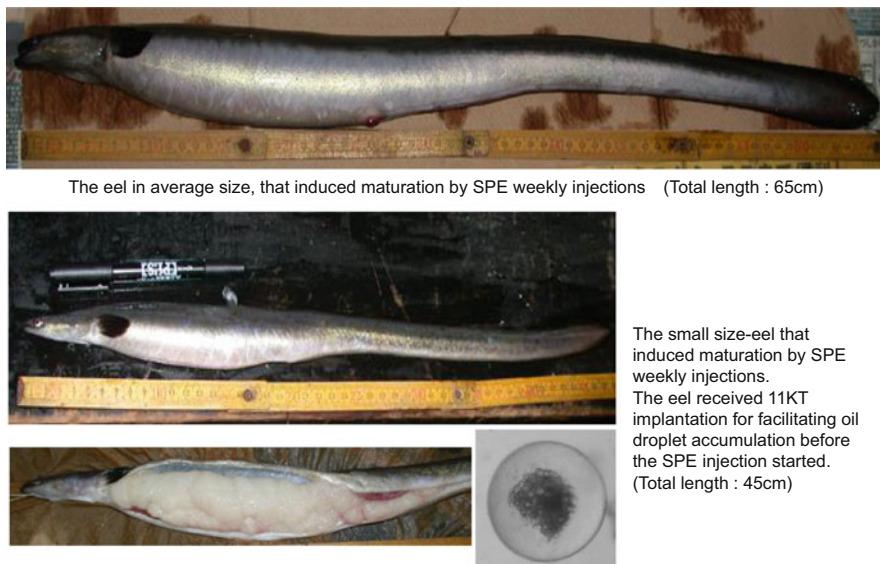 The eel in average size, that induced maturation by SPE weekly injections (Total length : 65cm)
The small size-eel that
induced maturation by SPE
weekly injections.
The eel received 11KT
implantation for facilitating oil
droplet accumulation before
the SPE injection started.
(Total length : 45cm)